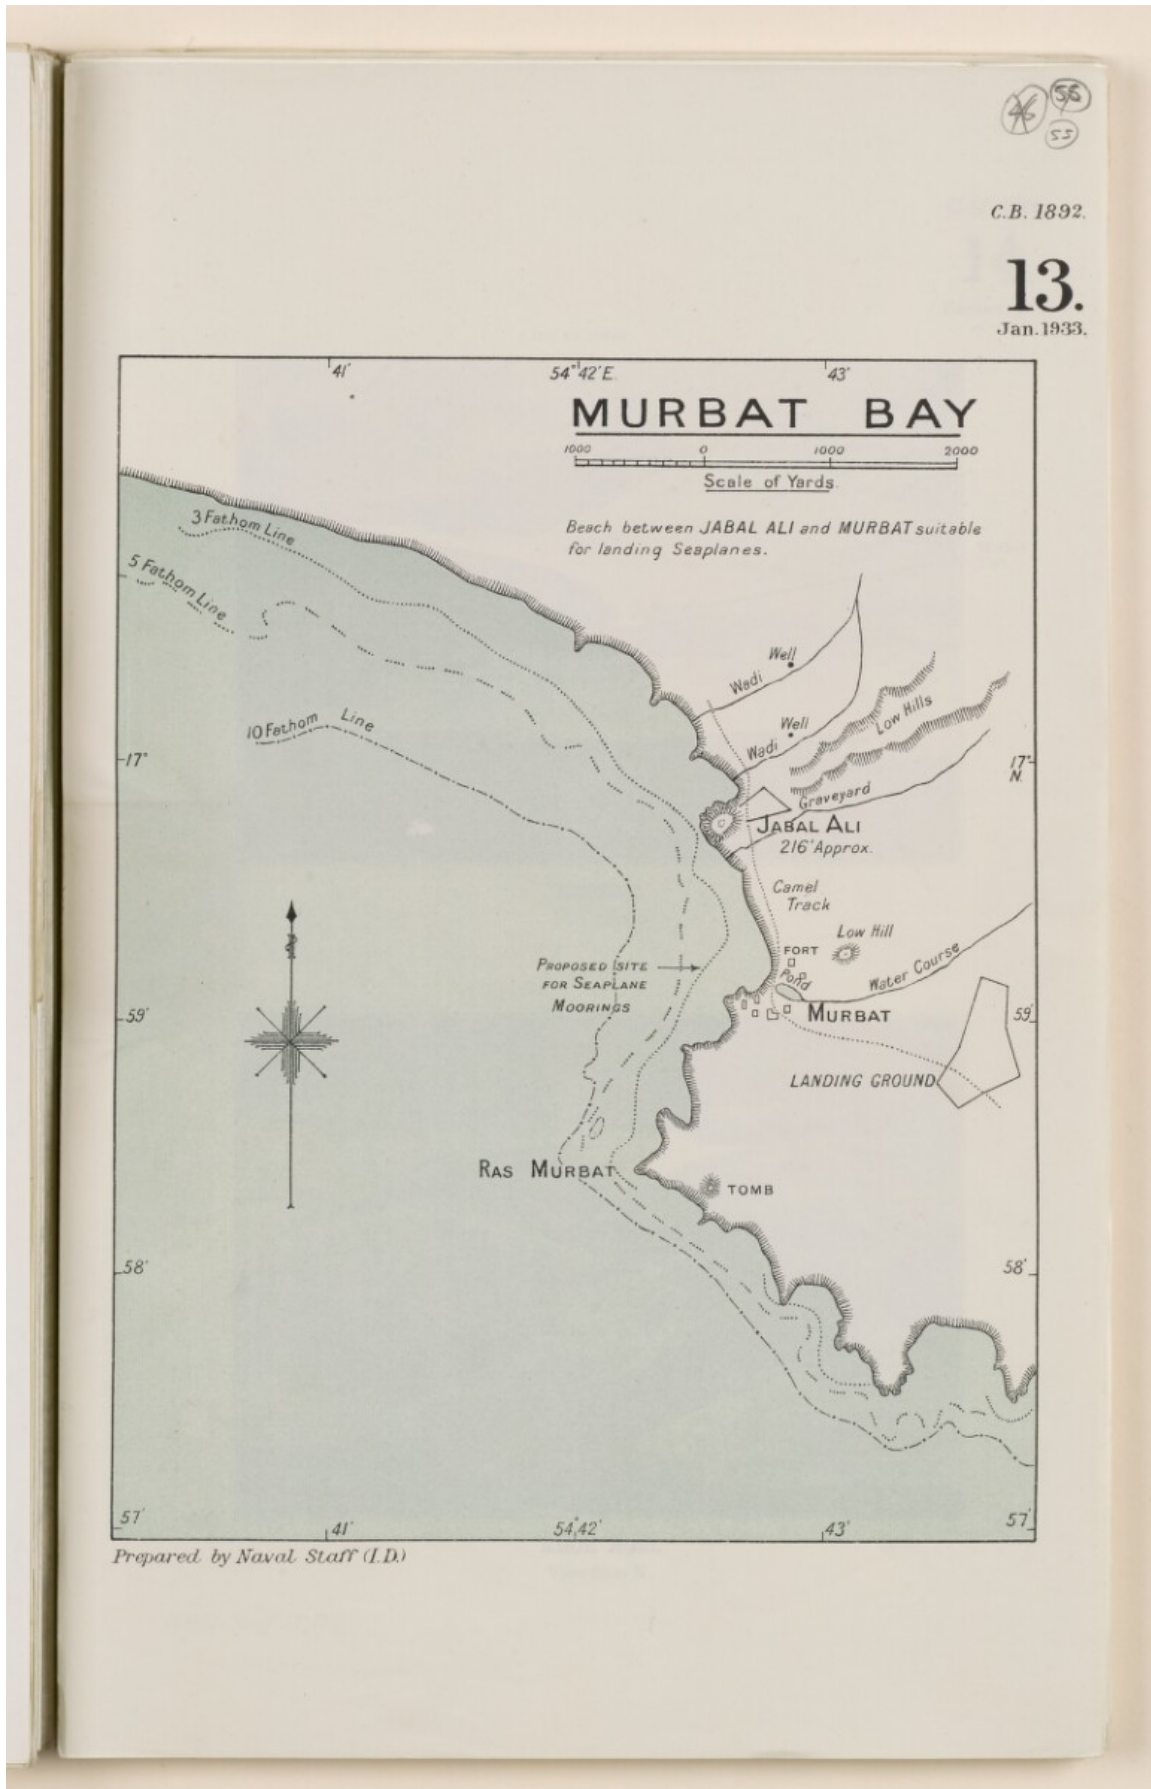 46
56
55
C.B. 1892.
13.
Jan. 1933.
41'
54° 42' E.
43'
MURBAT BAY
1000 0 1000 2000
Scale of Yards.
Beach between JABAL ALI and MURBAT suitable
for landing Seaplanes.
3 Fathom Line
5 Fathom Line
10 Fathom Line
Well
Wadi
Well
Wadi
Low Hills
17°
17°
N.
Graveyard
JABAL ALI
216' Approx.
Camel
Track
Low Hill
FORT
Pond
Water Course
PROPOSED SITE
FOR SEAPLANE
MOORINGS
MURBAT
59'
59'
LANDING GROUND
RAS MURBAT
TOMB
58'
58'
57'
57'
41'
54° 42'
43'
Prepared by Naval Staff (I.D.)